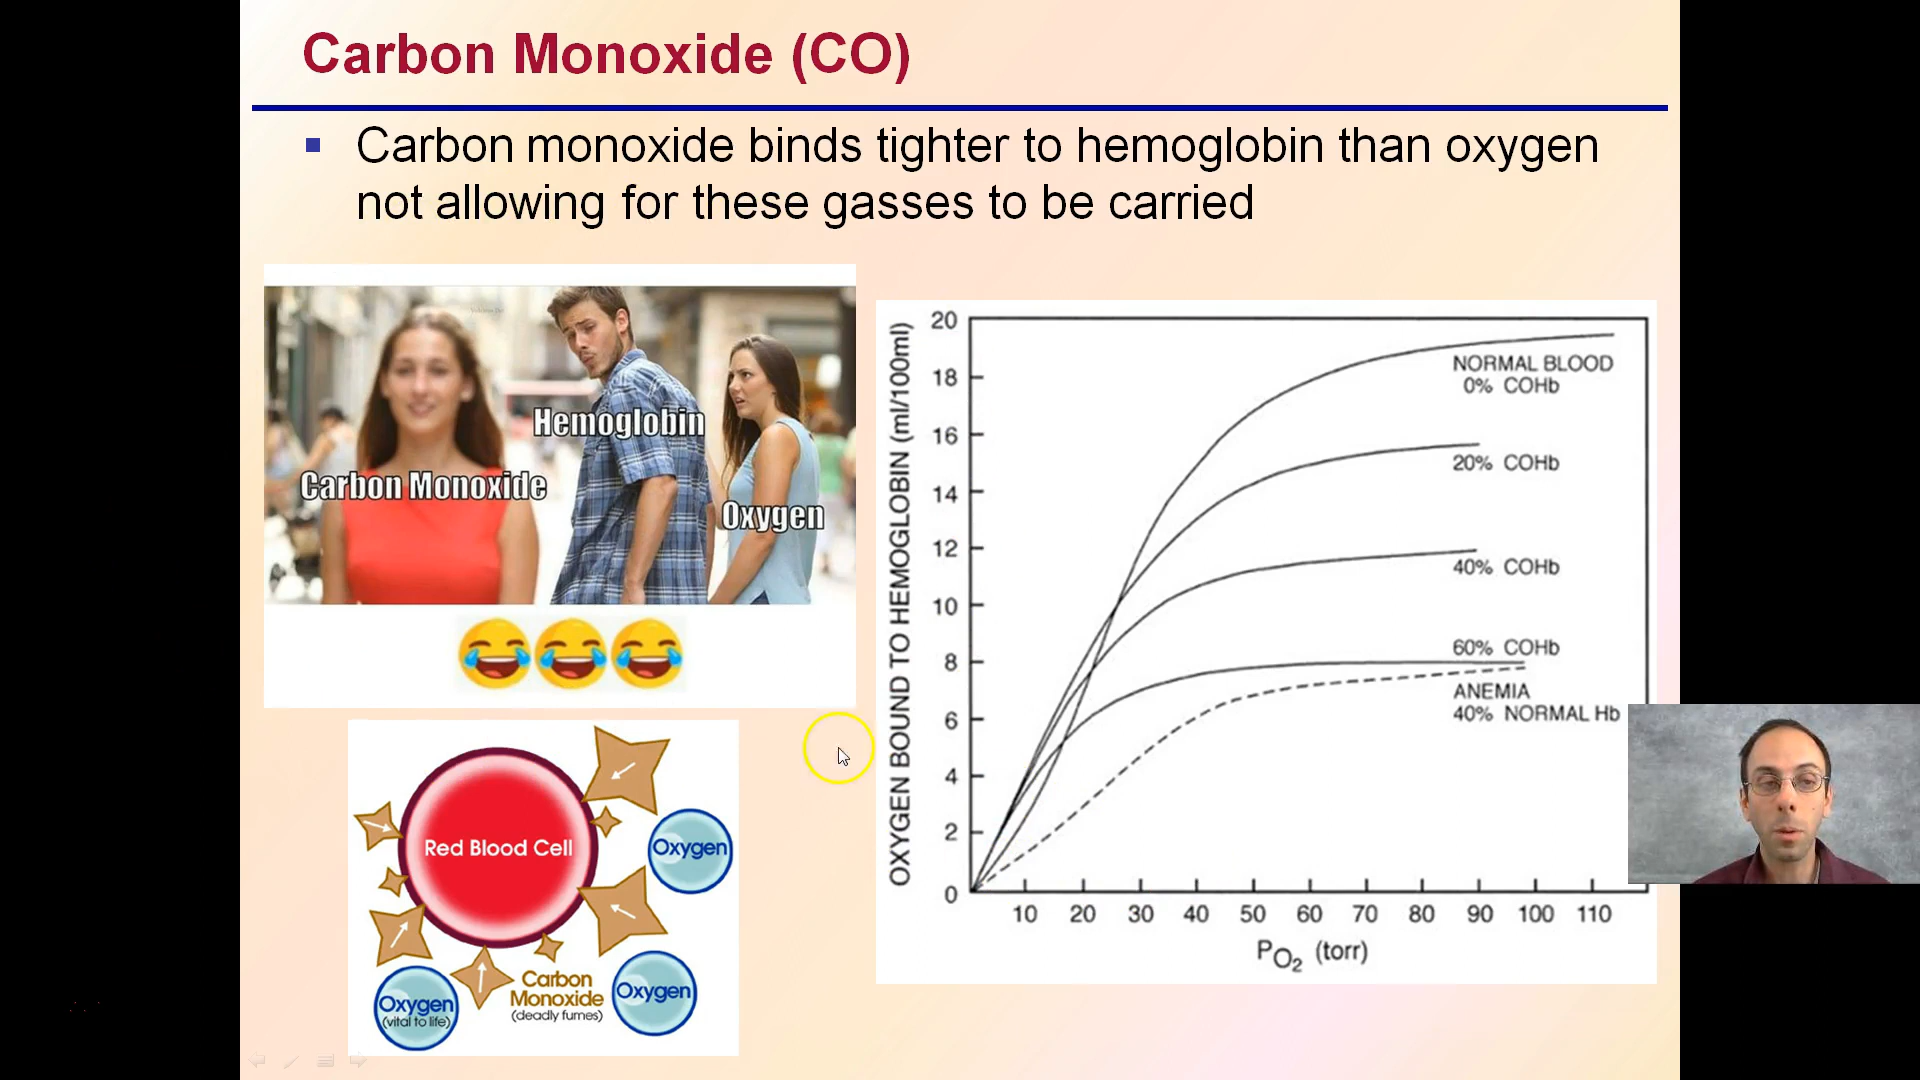 Carbon Monoxide (CO)
Carbon monoxide binds tighter to hemoglobin than oxygen
not allowing for these gasses to be carried
Hemoglobin
Carbon Monoxide
Oxygen
Red Blood Cell
Oxygen
Oxygen
(vital to life)
Carbon
Monoxide
(deadly fumes)
Oxygen
OXYGEN BOUND TO HEMOGLOBIN (ml/100ml)
20
18
16
14
12
10
8
6
4
2
0
NORMAL BLOOD
0% COHb
20% COHb
40% COHb
60% COHb
ANEMIA
40% NORMAL Hb
10 20 30 40 50 60 70 80 90 100 110
PO2 (torr)